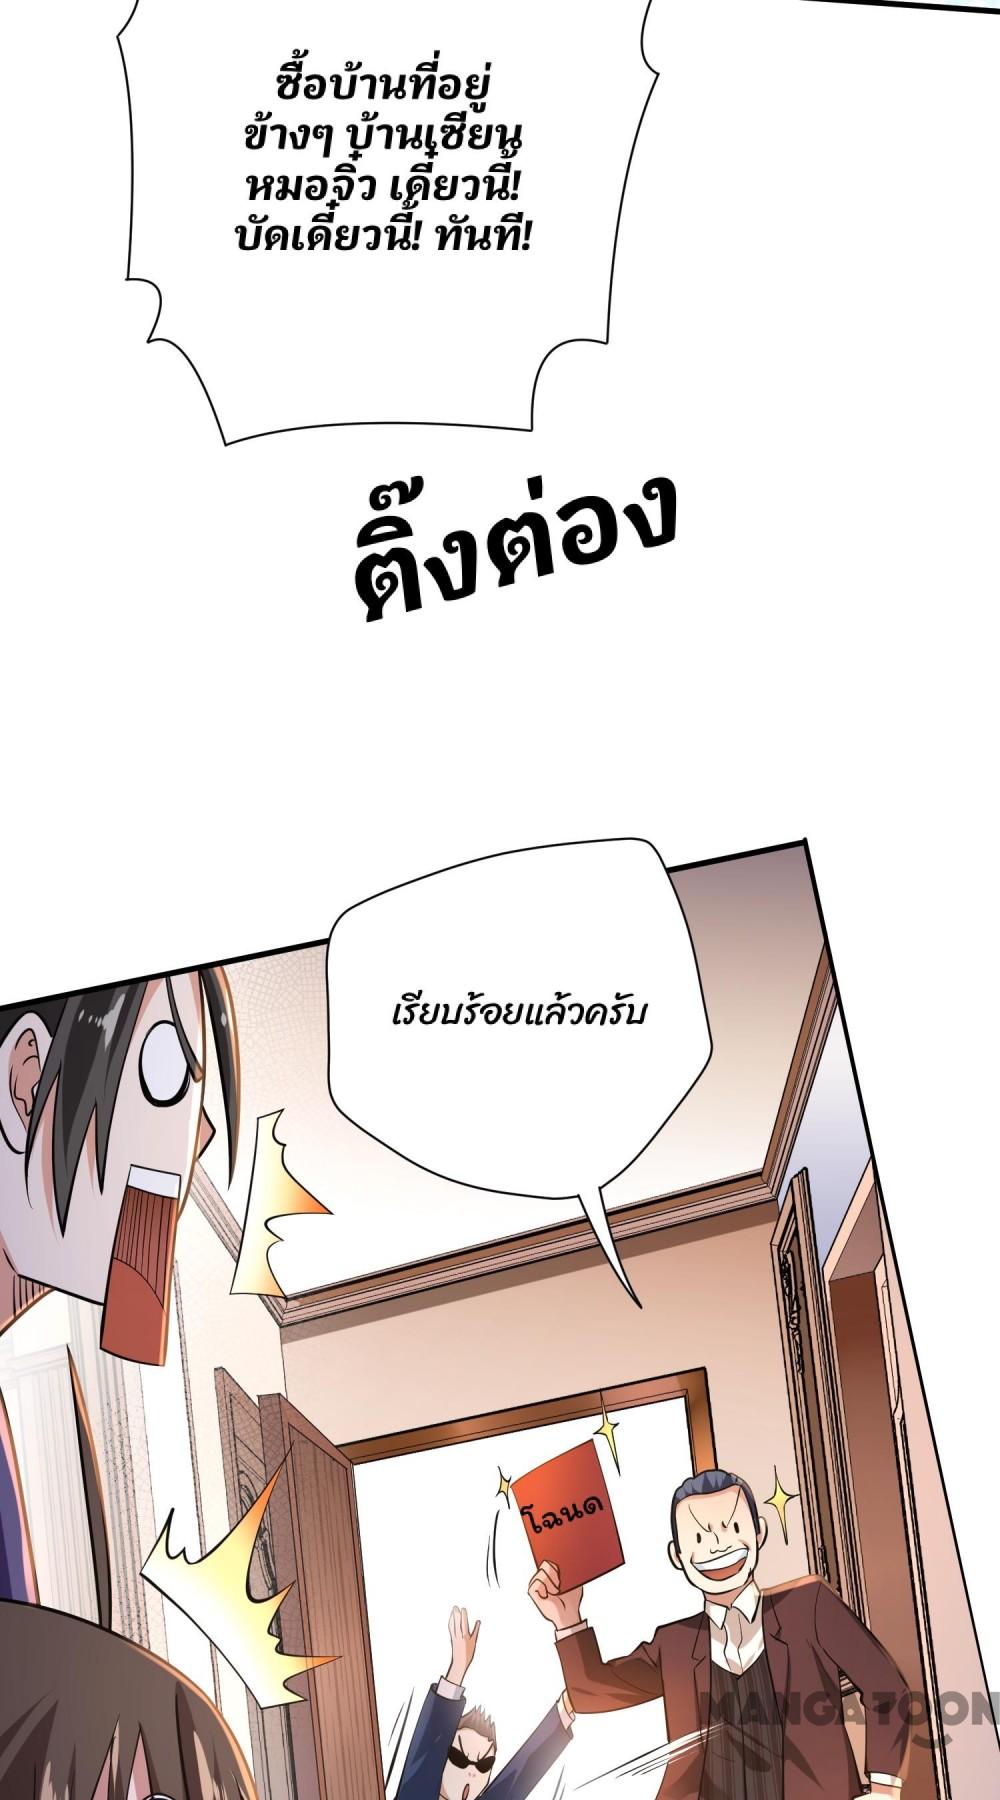 ซื้อบ้านที่อยู่
ข้างๆ บ้านเซียน
หมอจิ๋ว เดี๋ยวนี้!
บัดเดี๋ยวนี้! ทันที!
ติ๊งต่อง
เรียบร้อยแล้วครับ
โฉนด
MANGATOON